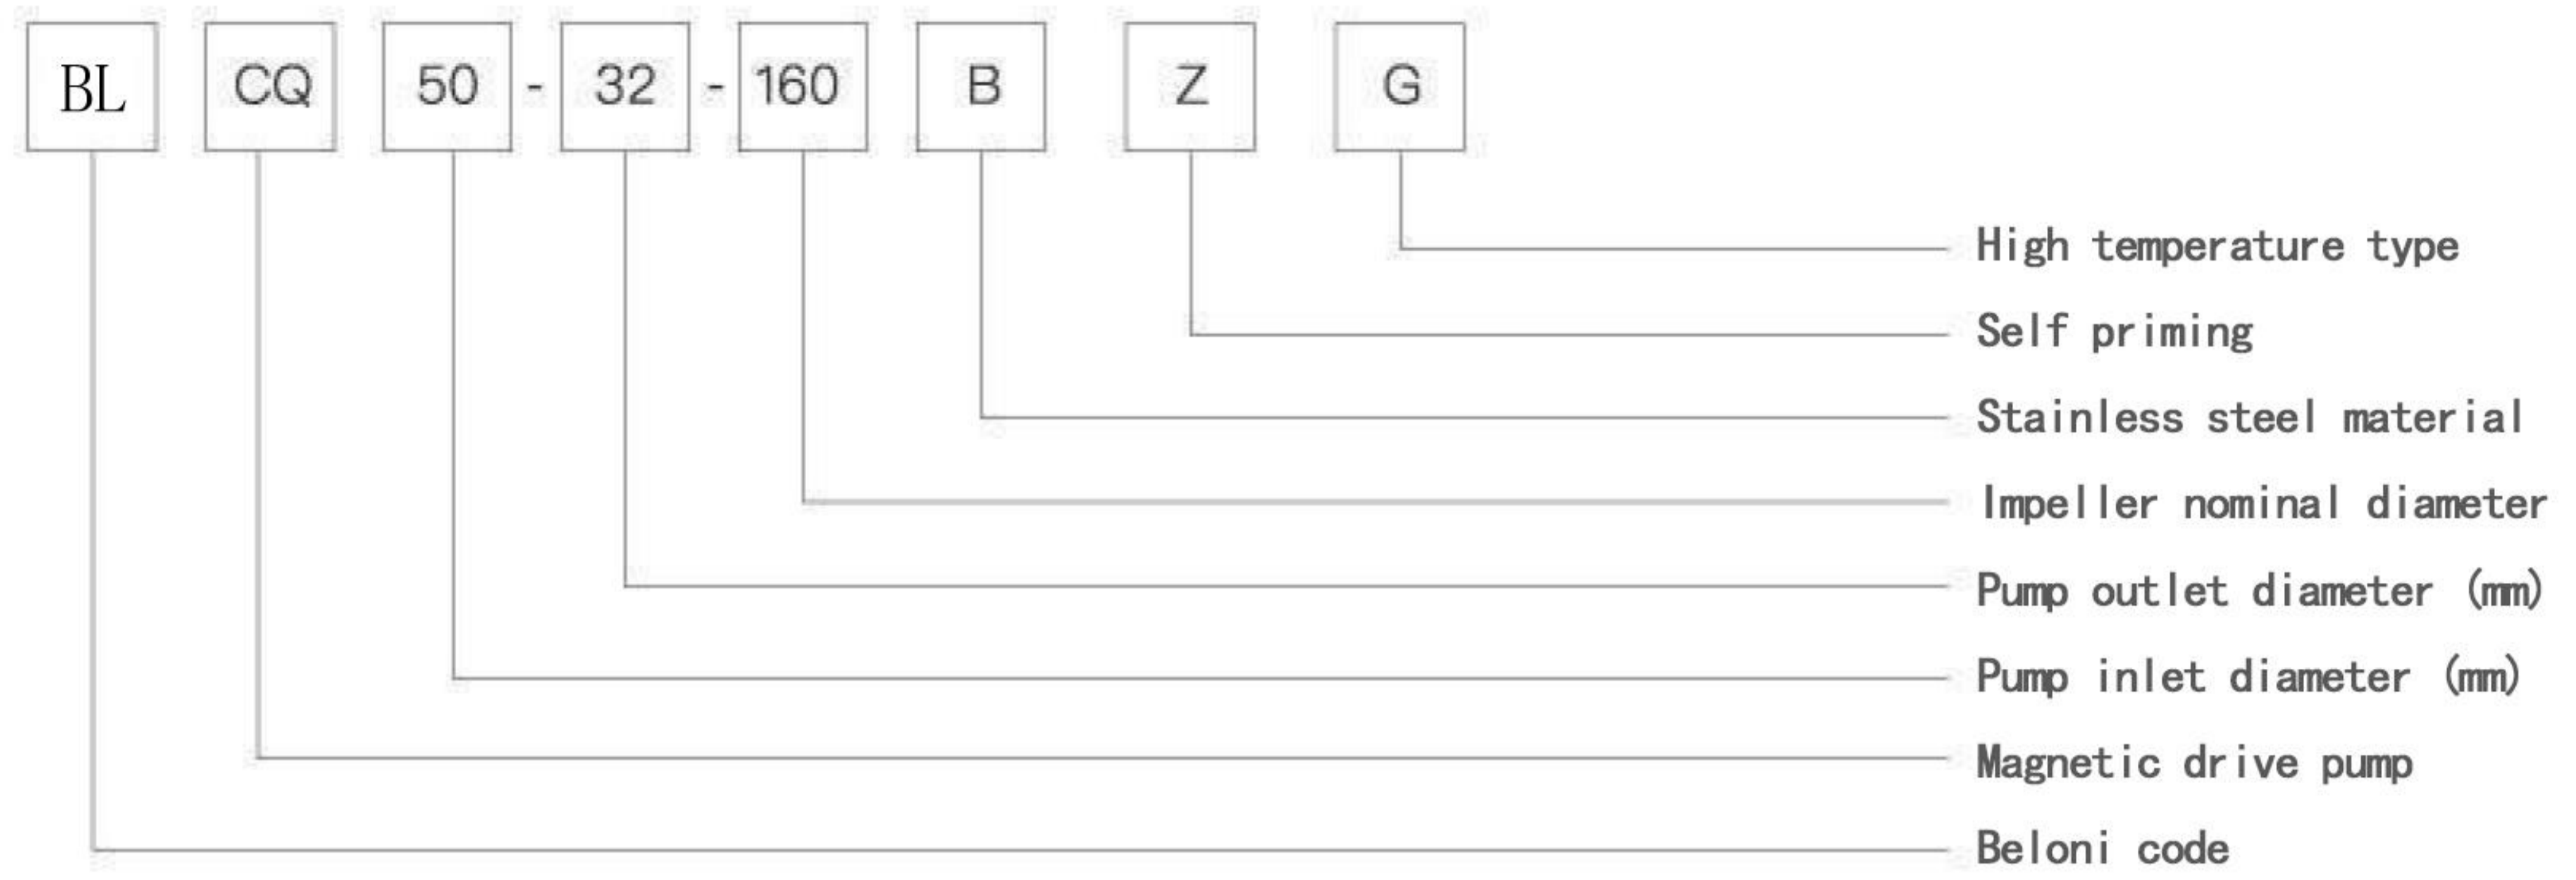 BL CQ 50 - 32 - 160 B Z G
High temperature type
Self priming
Stainless steel material
Impeller nominal diameter
Pump outlet diameter (mm)
Pump inlet diameter (mm)
Magnetic drive pump
Beloni code